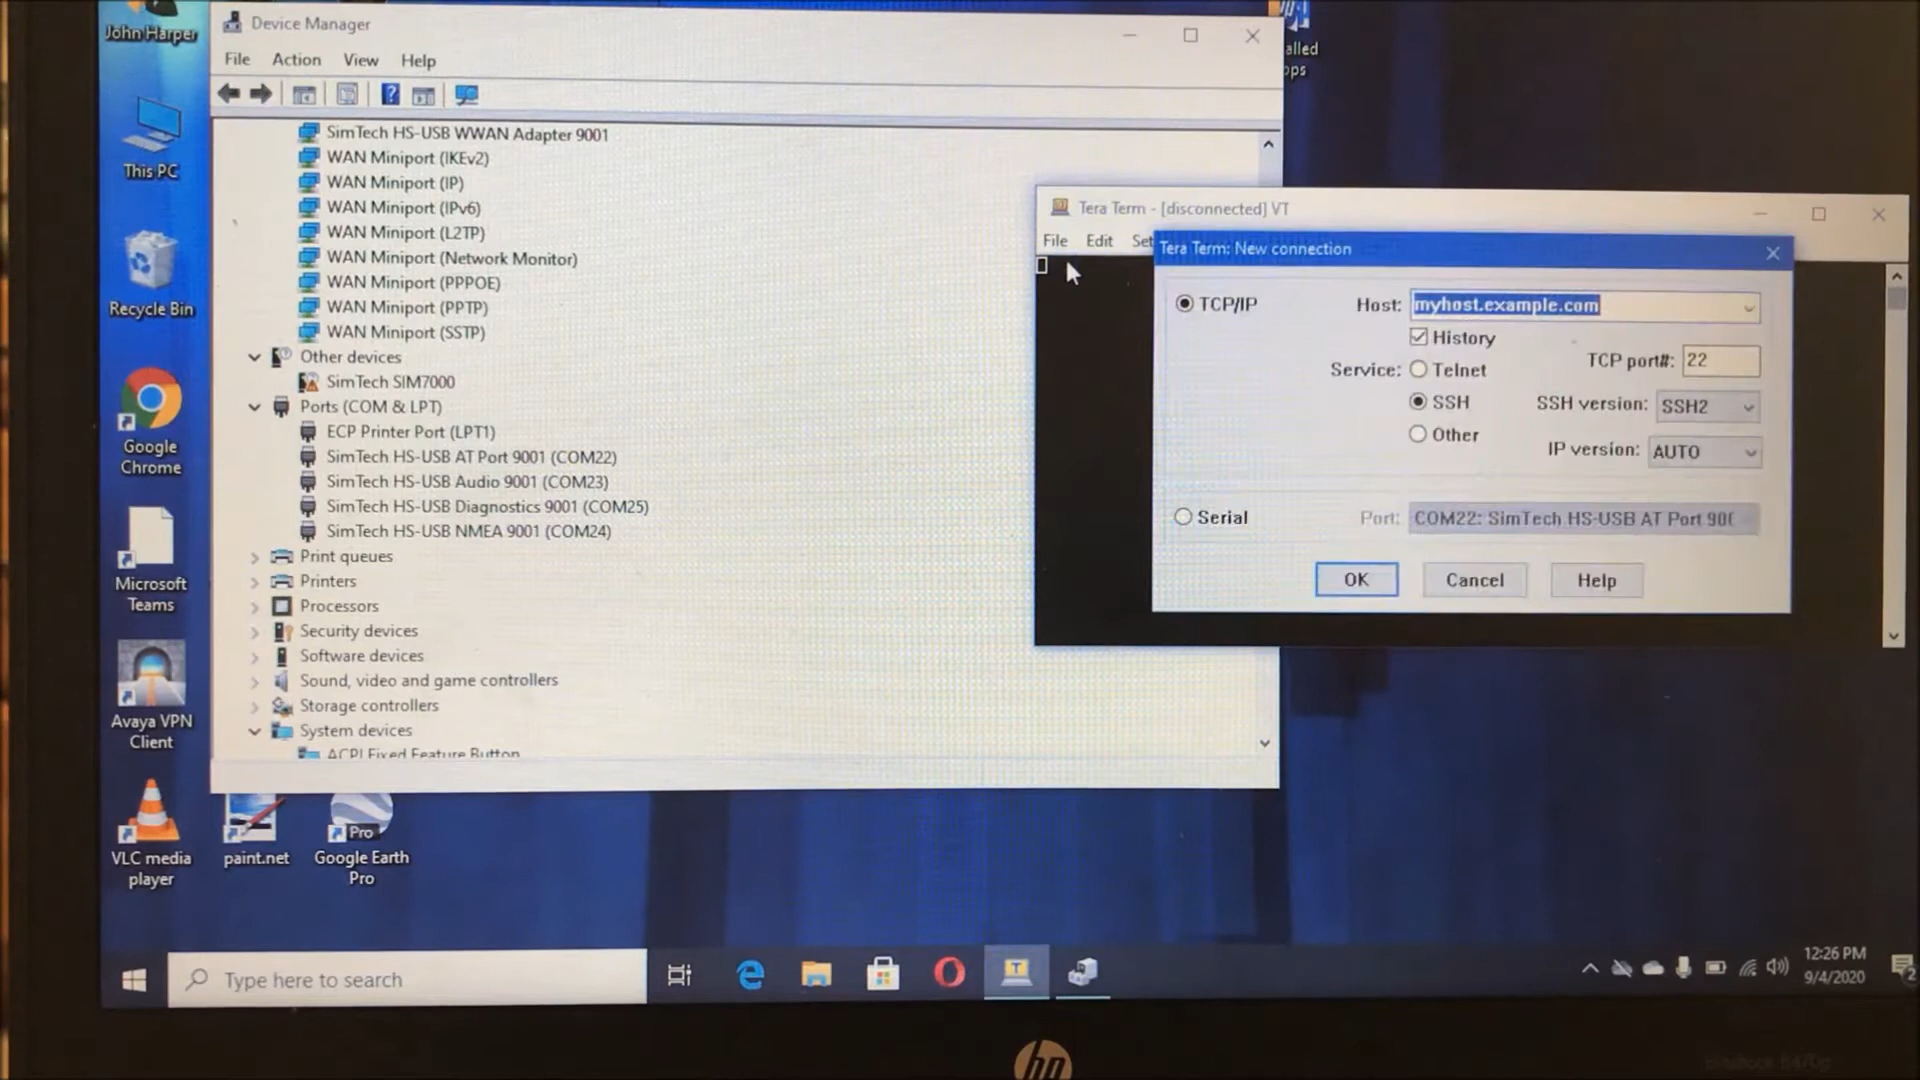 John Harper
This PC
Recycle Bin
Google
Chrome
Microsoft
Teams
Avaya VPN
Client
VLC media
player
paint.net
Pro
Google Earth
Pro
alled
ops
Device Manager
File Action View Help
SimTech HS-USB WWAN Adapter 9001
WAN Miniport (IKEv2)
WAN Miniport (IP)
WAN Miniport (IPv6)
WAN Miniport (L2TP)
WAN Miniport (Network Monitor)
WAN Miniport (PPPOE)
WAN Miniport (PPTP)
WAN Miniport (SSTP)
Other devices
SimTech SIM7000
Ports (COM & LPT)
ECP Printer Port (LPT1)
SimTech HS-USB AT Port 9001 (COM22)
SimTech HS-USB Audio 9001 (COM23)
SimTech HS-USB Diagnostics 9001 (COM25)
SimTech HS-USB NMEA 9001 (COM24)
Print queues
Printers
Processors
Security devices
Software devices
Sound, video and game controllers
Storage controllers
System devices
ACPI Fixed Feature Button
Tera Term - [disconnected] VT
File Edit Set
Tera Term: New connection
TCP/IP Host: myhost.example.com
History
TCP port#: 22
Service: Telnet
SSH SSH version: SSH2
Other IP version: AUTO
Serial Port: COM22: SimTech HS-USB AT Port 900
OK Cancel Help
Type here to search
12:26 PM
9/4/2020
2
hp